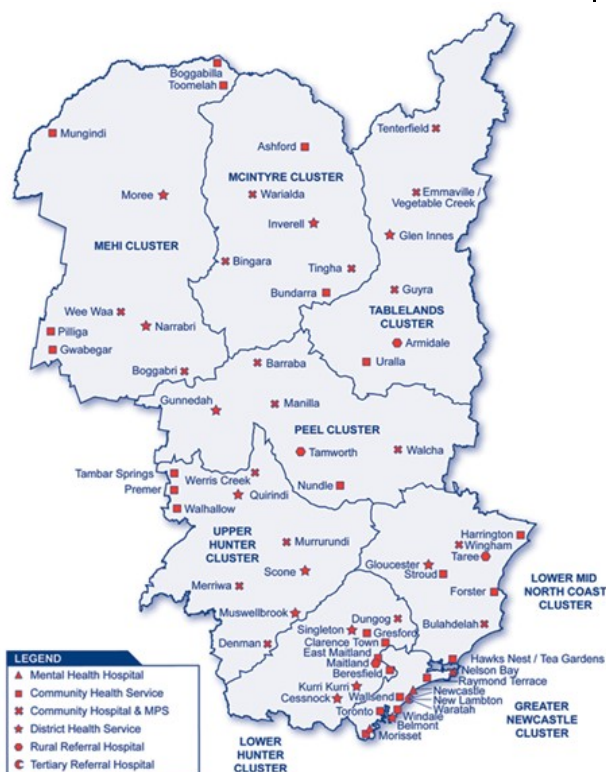 Boggabilla
Toomelah
Mungindi
Tenterfield
Ashford
MCINTYRE CLUSTER
Warialda
Emmaville /
Vegetable Creek
Moree
Inverell
Glen Innes
MEHI CLUSTER
Bingara
Tingha
Guyra
Bundarra
TABLELANDS
CLUSTER
Wee Waa
Narrabri
Pilliga
Armidale
Gwabegar
Uralla
Boggabri
Barraba
Gunnedah
Manilla
PEEL CLUSTER
Tamworth
Walcha
Tambar Springs
Werris Creek
Premer
Quirindi
Nundle
Walhallow
UPPER
HUNTER
CLUSTER
Murrurundi
Harrington
Wingham
Taree
Gloucester
Stroud
Scone
Merriwa
Forster
LOWER MID
NORTH COAST
CLUSTER
Muswellbrook
Dungog
Bulahdelah
Singleton
Gresford
Clarence Town
Denman
East Maitland
Maitland
Beresfield
Hawks Nest / Tea Gardens
Nelson Bay
Raymond Terrace
Kurri Kurri
Cessnock
Wallsend
Newcastle
New Lambton
Waratah
Toronto
Windale
Belmont
Morisset
GREATER
NEWCASTLE
CLUSTER
LOWER
HUNTER
CLUSTER
LEGEND
Mental Health Hospital
Community Health Service
Community Hospital & MPS
District Health Service
Rural Referral Hospital
Tertiary Referral Hospital